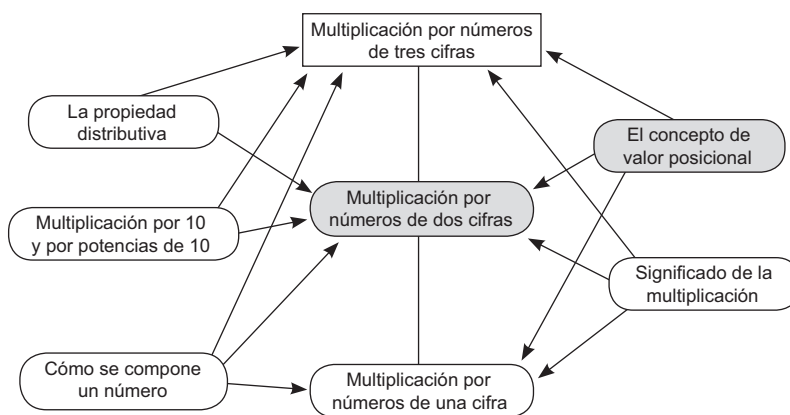 Multiplicación por números
de tres cifras
La propiedad
distributiva
El concepto de
valor posicional
Multiplicación por
números de dos cifras
Multiplicación por 10
y por potencias de 10
Significado de la
multiplicación
Cómo se compone
un número
Multiplicación por
números de una cifra